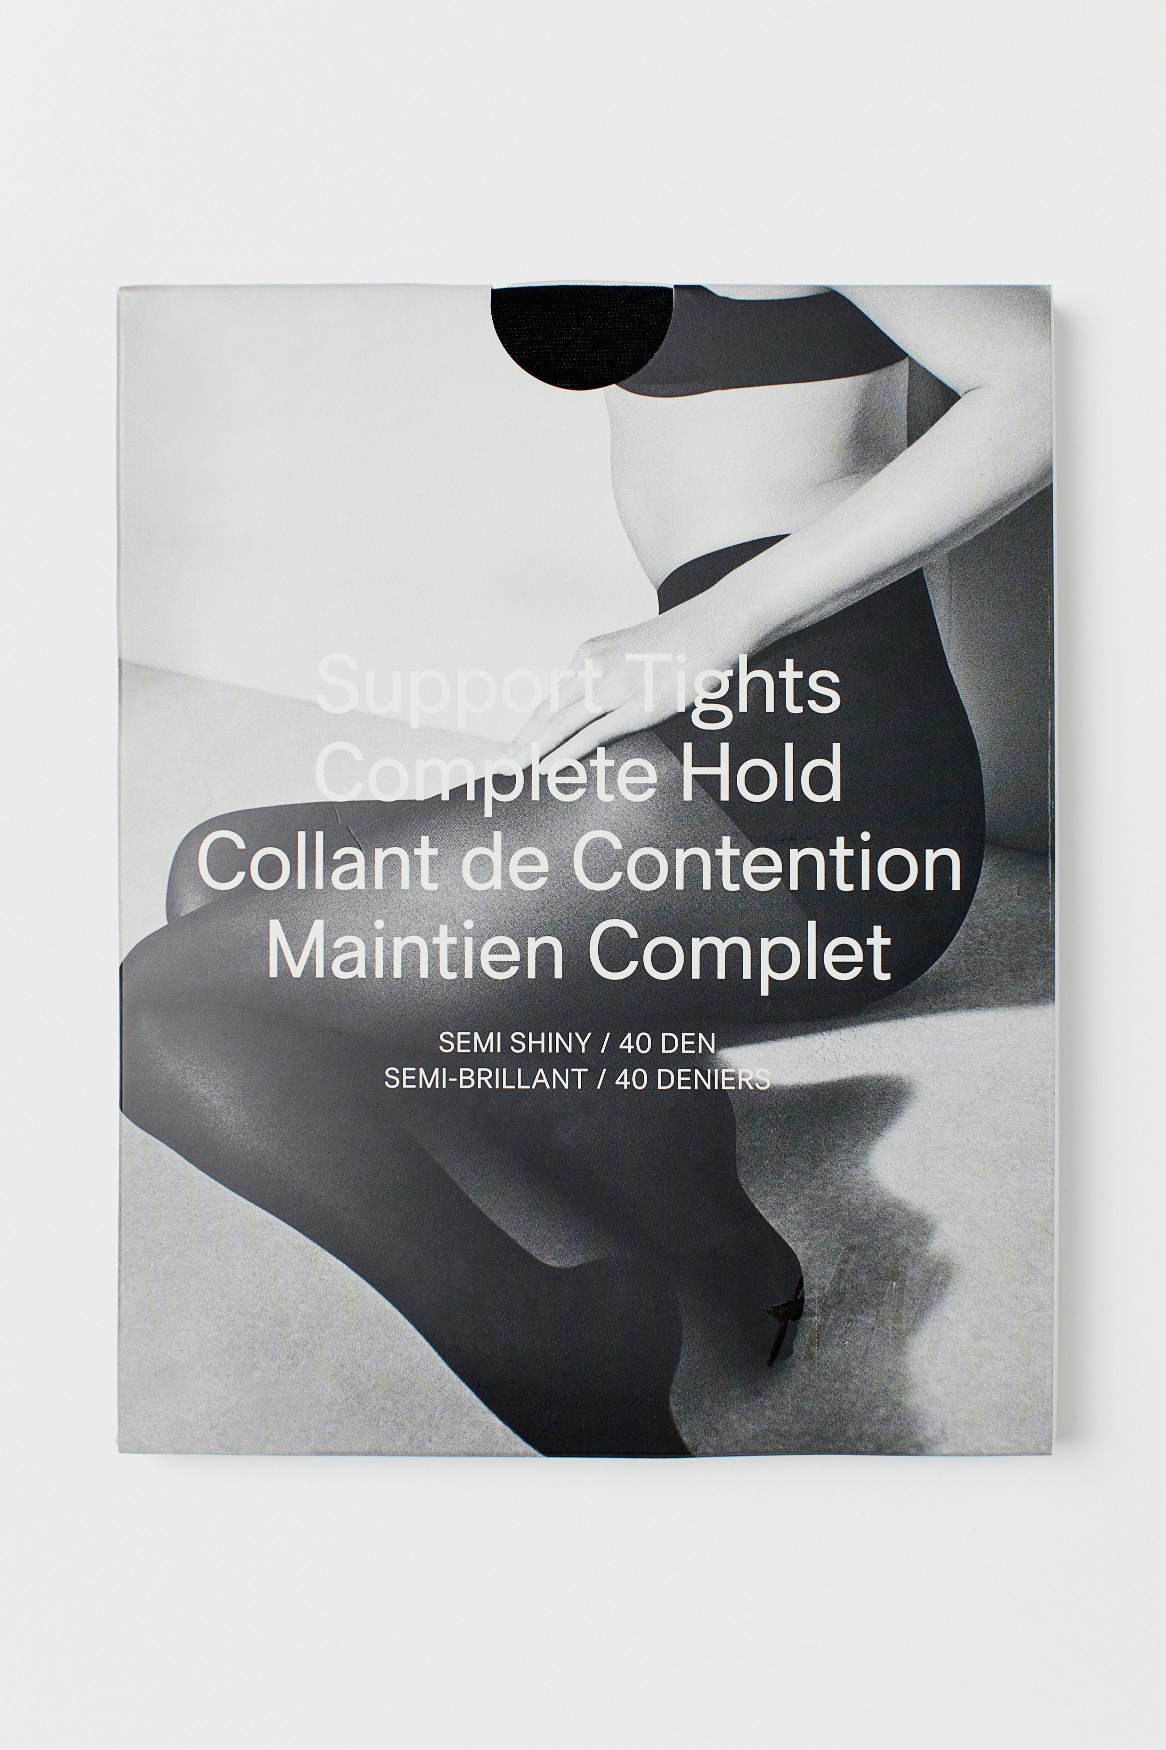 Support Tights
Complete Hold
Collant de Contention
Maintien Complet
SEMI SHINY / 40 DEN
SEMI-BRILLANT / 40 DENIERS